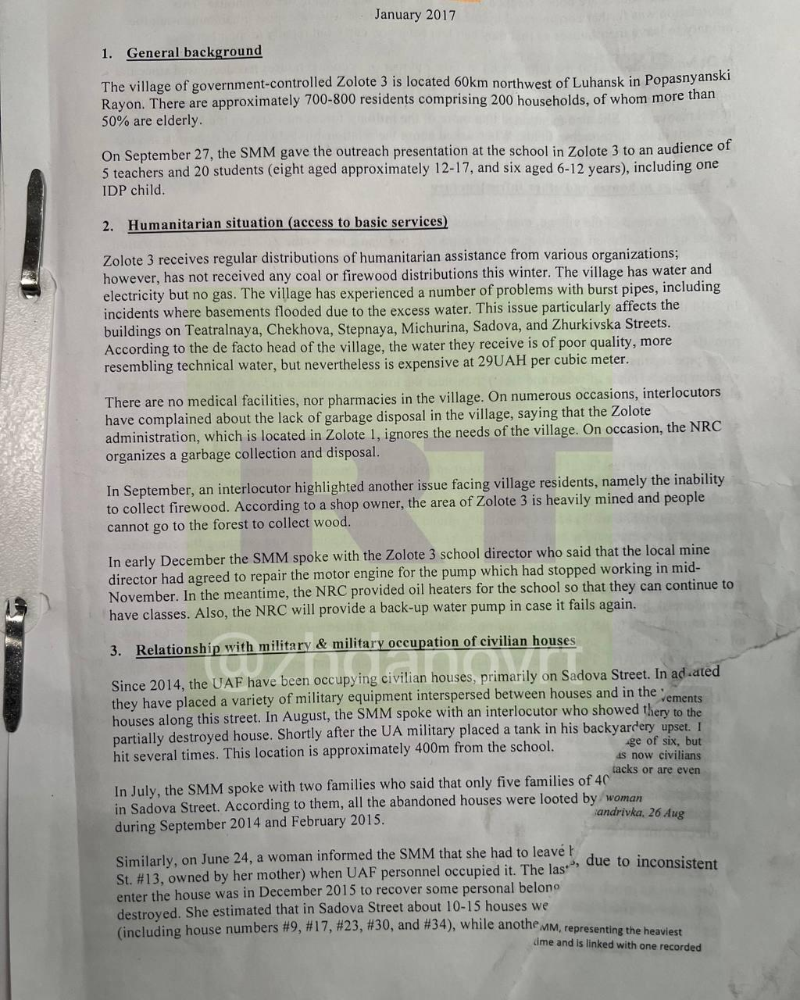 January 2017
1. General background
The village of government-controlled Zolote 3 is located 60km northwest of Luhansk in Popasnyanski
Rayon. There are approximately 700-800 residents comprising 200 households, of whom more than
50% are elderly.
On September 27, the SMM gave the outreach presentation at the school in Zolote 3 to an audience of
5 teachers and 20 students (eight aged approximately 12-17, and six aged 6-12 years), including one
IDP child.
2. Humanitarian situation (access to basic services)
Zolote 3 receives regular distributions of humanitarian assistance from various organizations;
however, has not received any coal or firewood distributions this winter. The village has water and
electricity but no gas. The village has experienced a number of problems with burst pipes, including
incidents where basements flooded due to the excess water. This issue particularly affects the
buildings on Teatralnaya, Chekhova, Stepnaya, Michurina, Sadova, and Zhurkivska Streets.
According to the de facto head of the village, the water they receive is of poor quality, more
resembling technical water, but nevertheless is expensive at 29UAH per cubic meter.
There are no medical facilities, nor pharmacies in the village. On numerous occasions, interlocutors
have complained about the lack of garbage disposal in the village, saying that the Zolote
administration, which is located in Zolote 1, ignores the needs of the village. On occasion, the NRC
organizes a garbage collection and disposal.
In September, an interlocutor highlighted another issue facing village residents, namely the inability
to collect firewood. According to a shop owner, the area of Zolote 3 is heavily mined and people
cannot go to the forest to collect wood.
In early December the SMM spoke with the Zolote 3 school director who said that the local mine
director had agreed to repair the motor engine for the pump which had stopped working in mid-
November. In the meantime, the NRC provided oil heaters for the school so that they can continue to
have classes. Also, the NRC will provide a back-up water pump in case it fails again.
RT
@zhdanovrt
3. Relationship with military & military occupation of civilian houses
Since 2014, the UAF have been occupying civilian houses, primarily on Sadova Street. In ad
they have placed a variety of military equipment interspersed between houses and in the
houses along this street. In August, the SMM spoke with an interlocutor who showed th
partially destroyed house. Shortly after the UA military placed a tank in his backyard
hit several times. This location is approximately 400m from the school.
ated
vements
ery to the
ery upset. I
age of six, but
as now civilians
tacks or are even
In July, the SMM spoke with two families who said that only five families of 40
in Sadova Street. According to them, all the abandoned houses were looted by
during September 2014 and February 2015.
woman
andrivka, 26 Aug
Similarly, on June 24, a woman informed the SMM that she had to leave h
St. #13, owned by her mother) when UAF personnel occupied it. The las
enter the house was in December 2015 to recover some personal belon
destroyed. She estimated that in Sadova Street about 10-15 houses we
(including house numbers #9, #17, #23, #30, and #34), while anothe
due to inconsistent
MM, representing the heaviest
ime and is linked with one recorded